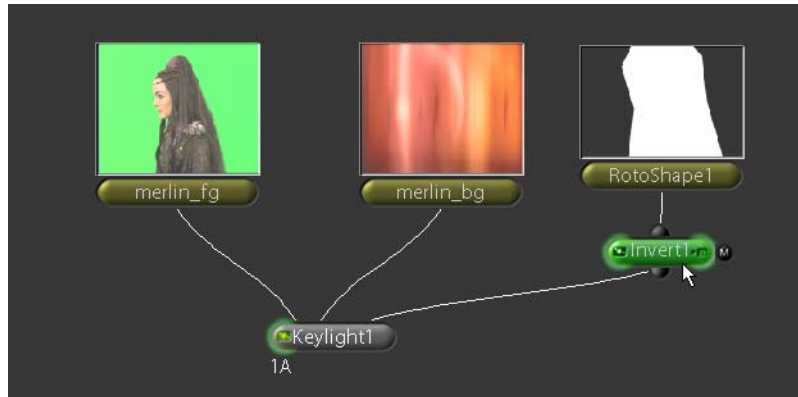 merlin_fg
merlin_bg
RotoShape1
Invert1
M
Keylight1
1A